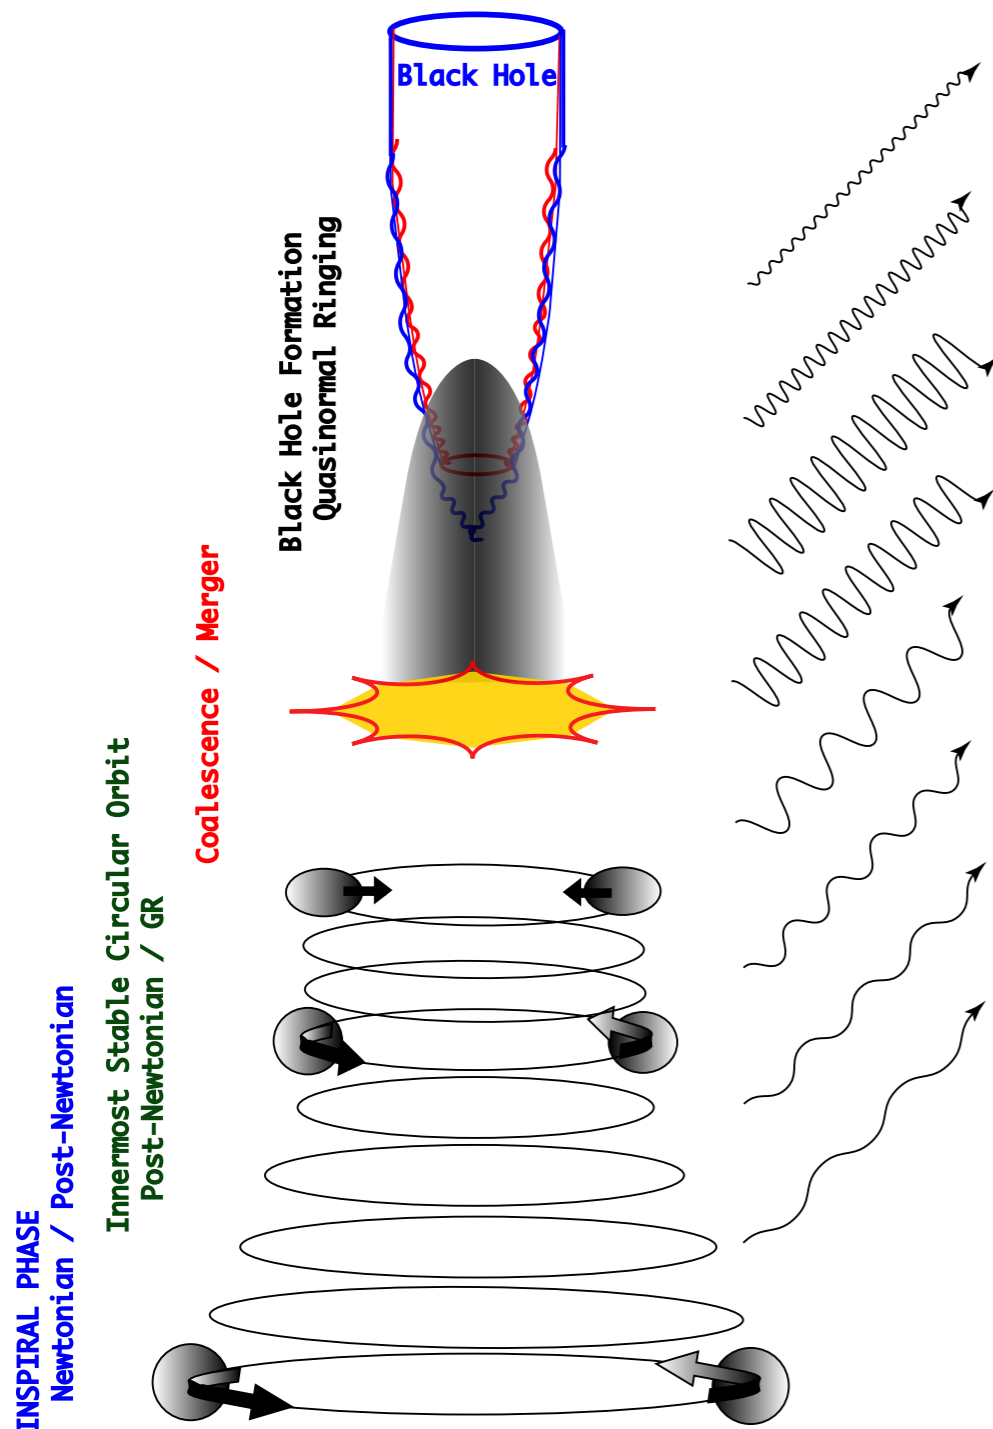 Black Hole
Black Hole Formation
Quasinormal Ringing
Coalescence / Merger
Innermost Stable Circular Orbit
Post-Newtonian / GR
INSPIRAL PHASE
Newtonian / Post-Newtonian